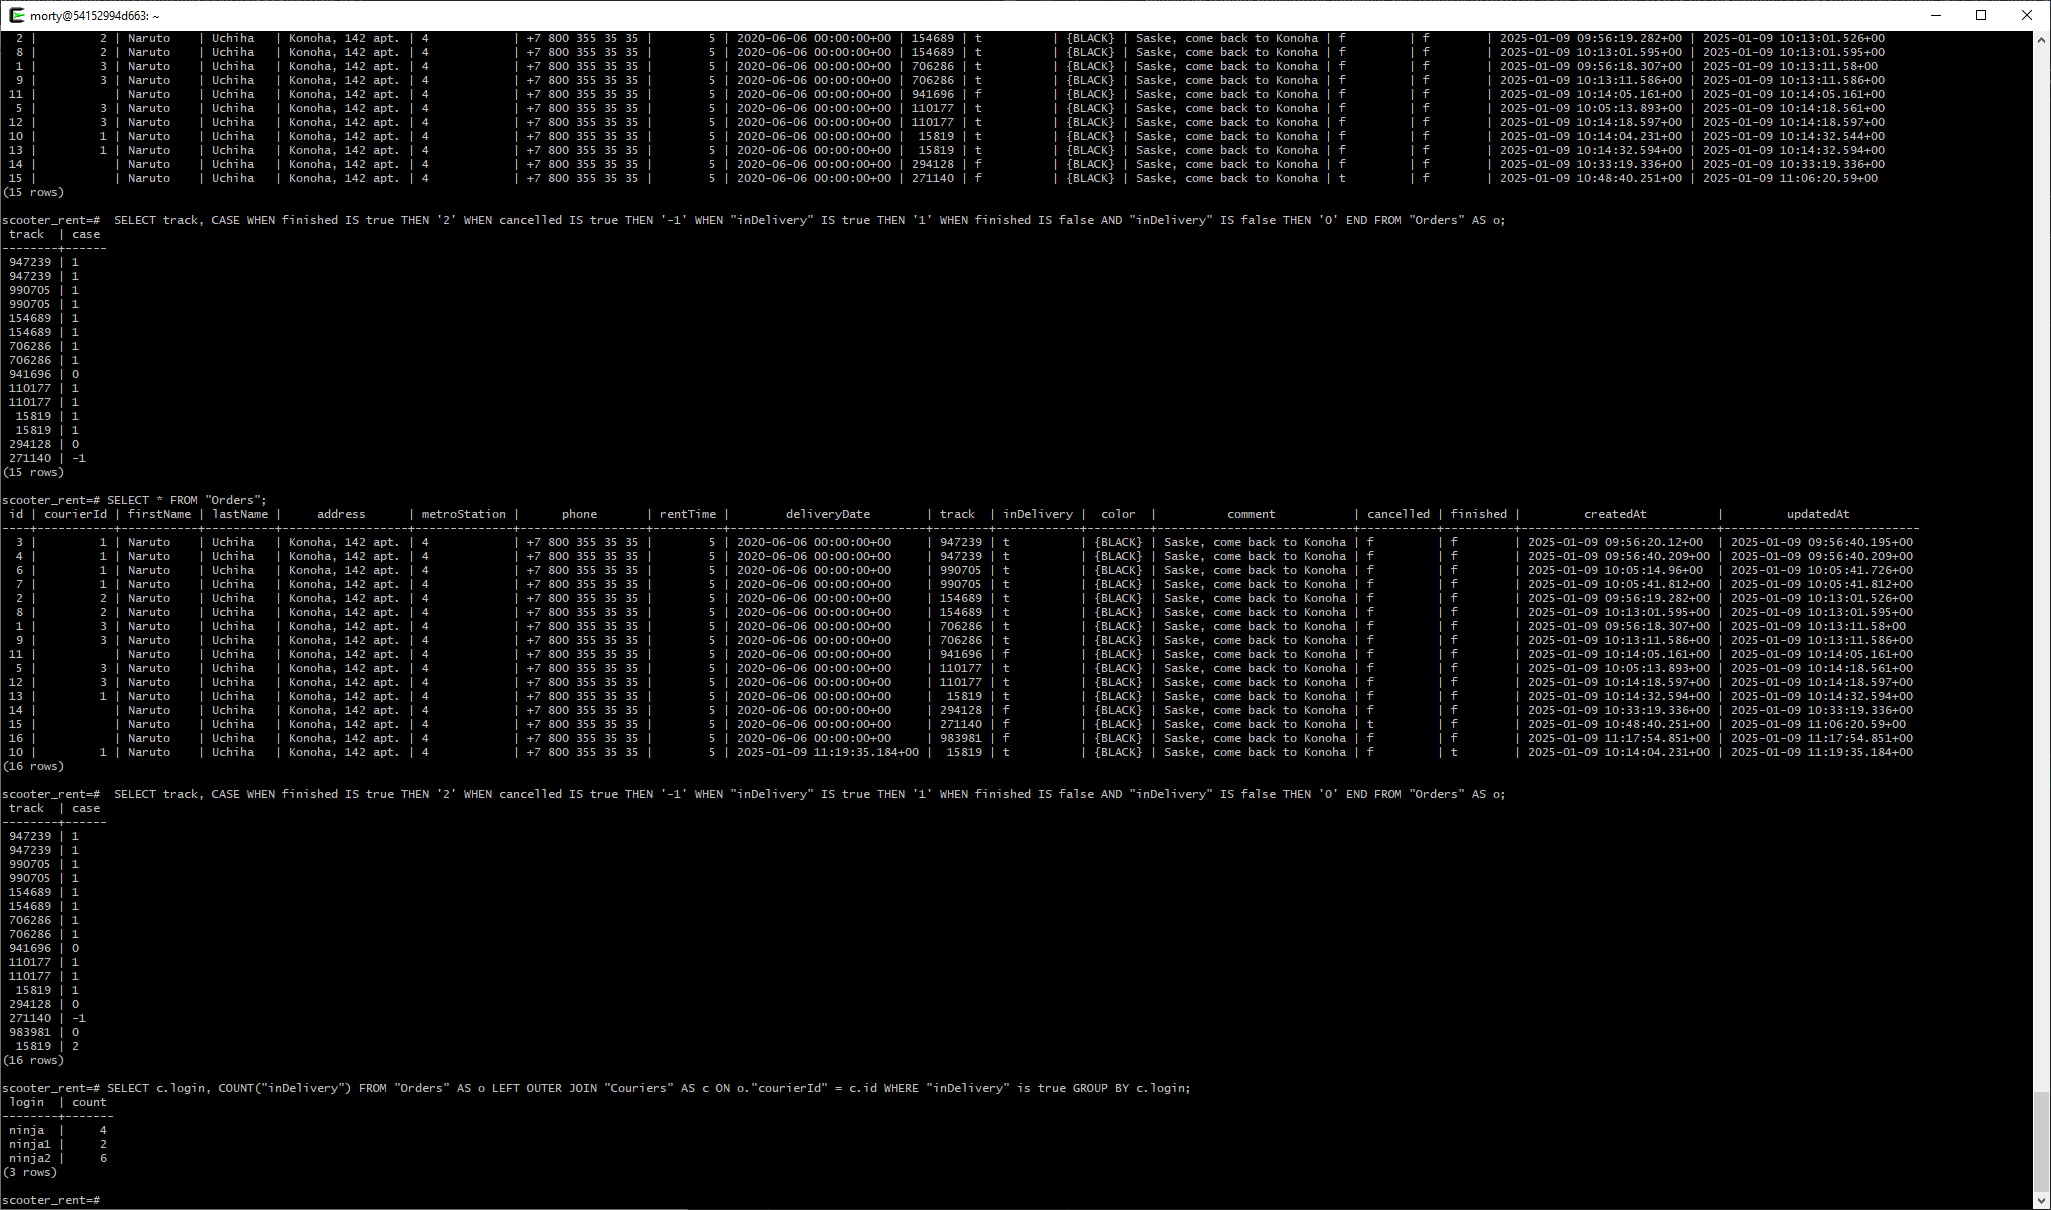 morty@54152994d663: ~
2 | 2 | Naruto | Uchiha | Konoha, 142 apt. | 4 | +7 800 355 35 35 | 5 | 2020-06-06 00:00:00+00 | 154689 | t | {BLACK} | Saske, come back to Konoha | f | f | 2025-01-09 09:56:19.282+00 | 2025-01-09 10:13:01.526+00
8 | 2 | Naruto | Uchiha | Konoha, 142 apt. | 4 | +7 800 355 35 35 | 5 | 2020-06-06 00:00:00+00 | 154689 | t | {BLACK} | Saske, come back to Konoha | f | f | 2025-01-09 10:13:01.595+00 | 2025-01-09 10:13:01.595+00
1 | 3 | Naruto | Uchiha | Konoha, 142 apt. | 4 | +7 800 355 35 35 | 5 | 2020-06-06 00:00:00+00 | 706286 | t | {BLACK} | Saske, come back to Konoha | f | f | 2025-01-09 09:56:18.307+00 | 2025-01-09 10:13:11.58+00
9 | 3 | Naruto | Uchiha | Konoha, 142 apt. | 4 | +7 800 355 35 35 | 5 | 2020-06-06 00:00:00+00 | 706286 | t | {BLACK} | Saske, come back to Konoha | f | f | 2025-01-09 10:13:11.586+00 | 2025-01-09 10:13:11.586+00
11 | | Naruto | Uchiha | Konoha, 142 apt. | 4 | +7 800 355 35 35 | 5 | 2020-06-06 00:00:00+00 | 941696 | f | {BLACK} | Saske, come back to Konoha | f | f | 2025-01-09 10:14:05.161+00 | 2025-01-09 10:14:05.161+00
5 | 3 | Naruto | Uchiha | Konoha, 142 apt. | 4 | +7 800 355 35 35 | 5 | 2020-06-06 00:00:00+00 | 110177 | t | {BLACK} | Saske, come back to Konoha | f | f | 2025-01-09 10:05:13.893+00 | 2025-01-09 10:14:18.561+00
12 | 3 | Naruto | Uchiha | Konoha, 142 apt. | 4 | +7 800 355 35 35 | 5 | 2020-06-06 00:00:00+00 | 110177 | t | {BLACK} | Saske, come back to Konoha | f | f | 2025-01-09 10:14:18.597+00 | 2025-01-09 10:14:18.597+00
10 | 1 | Naruto | Uchiha | Konoha, 142 apt. | 4 | +7 800 355 35 35 | 5 | 2020-06-06 00:00:00+00 | 15819 | t | {BLACK} | Saske, come back to Konoha | f | f | 2025-01-09 10:14:04.231+00 | 2025-01-09 10:14:32.544+00
13 | 1 | Naruto | Uchiha | Konoha, 142 apt. | 4 | +7 800 355 35 35 | 5 | 2020-06-06 00:00:00+00 | 15819 | t | {BLACK} | Saske, come back to Konoha | f | f | 2025-01-09 10:14:32.594+00 | 2025-01-09 10:14:32.594+00
14 | | Naruto | Uchiha | Konoha, 142 apt. | 4 | +7 800 355 35 35 | 5 | 2020-06-06 00:00:00+00 | 294128 | f | {BLACK} | Saske, come back to Konoha | f | f | 2025-01-09 10:33:19.336+00 | 2025-01-09 10:33:19.336+00
15 | | Naruto | Uchiha | Konoha, 142 apt. | 4 | +7 800 355 35 35 | 5 | 2020-06-06 00:00:00+00 | 271140 | f | {BLACK} | Saske, come back to Konoha | t | f | 2025-01-09 10:48:40.251+00 | 2025-01-09 11:06:20.59+00
(15 rows)
scooter_rent=# SELECT track, CASE WHEN finished IS true THEN '2' WHEN cancelled IS true THEN '-1' WHEN "inDelivery" IS true THEN '1' WHEN finished IS false AND "inDelivery" IS false THEN '0' END FROM "Orders" AS o;
track | case
--------+------
947239 | 1
947239 | 1
990705 | 1
990705 | 1
154689 | 1
154689 | 1
706286 | 1
706286 | 1
941696 | 0
110177 | 1
110177 | 1
15819 | 1
15819 | 1
294128 | 0
271140 | -1
(15 rows)
scooter_rent=# SELECT * FROM "Orders";
id | courierId | firstName | lastName | address | metroStation | phone | rentTime | deliveryDate | track | inDelivery | color | comment | cancelled | finished | createdAt | updatedAt
----+-----------+-----------+----------+------------------+--------------+------------------+----------+----------------------------+--------+------------+---------+----------------------------+-----------+----------+----------------------------+----------------------------
3 | 1 | Naruto | Uchiha | Konoha, 142 apt. | 4 | +7 800 355 35 35 | 5 | 2020-06-06 00:00:00+00 | 947239 | t | {BLACK} | Saske, come back to Konoha | f | f | 2025-01-09 09:56:20.12+00 | 2025-01-09 09:56:40.195+00
4 | 1 | Naruto | Uchiha | Konoha, 142 apt. | 4 | +7 800 355 35 35 | 5 | 2020-06-06 00:00:00+00 | 947239 | t | {BLACK} | Saske, come back to Konoha | f | f | 2025-01-09 09:56:40.209+00 | 2025-01-09 09:56:40.209+00
6 | 1 | Naruto | Uchiha | Konoha, 142 apt. | 4 | +7 800 355 35 35 | 5 | 2020-06-06 00:00:00+00 | 990705 | t | {BLACK} | Saske, come back to Konoha | f | f | 2025-01-09 10:05:14.96+00 | 2025-01-09 10:05:41.726+00
7 | 1 | Naruto | Uchiha | Konoha, 142 apt. | 4 | +7 800 355 35 35 | 5 | 2020-06-06 00:00:00+00 | 990705 | t | {BLACK} | Saske, come back to Konoha | f | f | 2025-01-09 10:05:41.812+00 | 2025-01-09 10:05:41.812+00
2 | 2 | Naruto | Uchiha | Konoha, 142 apt. | 4 | +7 800 355 35 35 | 5 | 2020-06-06 00:00:00+00 | 154689 | t | {BLACK} | Saske, come back to Konoha | f | f | 2025-01-09 09:56:19.282+00 | 2025-01-09 10:13:01.526+00
8 | 2 | Naruto | Uchiha | Konoha, 142 apt. | 4 | +7 800 355 35 35 | 5 | 2020-06-06 00:00:00+00 | 154689 | t | {BLACK} | Saske, come back to Konoha | f | f | 2025-01-09 10:13:01.595+00 | 2025-01-09 10:13:01.595+00
1 | 3 | Naruto | Uchiha | Konoha, 142 apt. | 4 | +7 800 355 35 35 | 5 | 2020-06-06 00:00:00+00 | 706286 | t | {BLACK} | Saske, come back to Konoha | f | f | 2025-01-09 09:56:18.307+00 | 2025-01-09 10:13:11.58+00
9 | 3 | Naruto | Uchiha | Konoha, 142 apt. | 4 | +7 800 355 35 35 | 5 | 2020-06-06 00:00:00+00 | 706286 | t | {BLACK} | Saske, come back to Konoha | f | f | 2025-01-09 10:13:11.586+00 | 2025-01-09 10:13:11.586+00
11 | | Naruto | Uchiha | Konoha, 142 apt. | 4 | +7 800 355 35 35 | 5 | 2020-06-06 00:00:00+00 | 941696 | f | {BLACK} | Saske, come back to Konoha | f | f | 2025-01-09 10:14:05.161+00 | 2025-01-09 10:14:05.161+00
5 | 3 | Naruto | Uchiha | Konoha, 142 apt. | 4 | +7 800 355 35 35 | 5 | 2020-06-06 00:00:00+00 | 110177 | t | {BLACK} | Saske, come back to Konoha | f | f | 2025-01-09 10:05:13.893+00 | 2025-01-09 10:14:18.561+00
12 | 3 | Naruto | Uchiha | Konoha, 142 apt. | 4 | +7 800 355 35 35 | 5 | 2020-06-06 00:00:00+00 | 110177 | t | {BLACK} | Saske, come back to Konoha | f | f | 2025-01-09 10:14:18.597+00 | 2025-01-09 10:14:18.597+00
13 | 1 | Naruto | Uchiha | Konoha, 142 apt. | 4 | +7 800 355 35 35 | 5 | 2020-06-06 00:00:00+00 | 15819 | t | {BLACK} | Saske, come back to Konoha | f | f | 2025-01-09 10:14:32.594+00 | 2025-01-09 10:14:32.594+00
14 | | Naruto | Uchiha | Konoha, 142 apt. | 4 | +7 800 355 35 35 | 5 | 2020-06-06 00:00:00+00 | 294128 | f | {BLACK} | Saske, come back to Konoha | f | f | 2025-01-09 10:33:19.336+00 | 2025-01-09 10:33:19.336+00
15 | | Naruto | Uchiha | Konoha, 142 apt. | 4 | +7 800 355 35 35 | 5 | 2020-06-06 00:00:00+00 | 271140 | f | {BLACK} | Saske, come back to Konoha | t | f | 2025-01-09 10:48:40.251+00 | 2025-01-09 11:06:20.59+00
16 | | Naruto | Uchiha | Konoha, 142 apt. | 4 | +7 800 355 35 35 | 5 | 2020-06-06 00:00:00+00 | 983981 | f | {BLACK} | Saske, come back to Konoha | f | f | 2025-01-09 11:17:54.851+00 | 2025-01-09 11:17:54.851+00
10 | 1 | Naruto | Uchiha | Konoha, 142 apt. | 4 | +7 800 355 35 35 | 5 | 2025-01-09 11:19:35.184+00 | 15819 | t | {BLACK} | Saske, come back to Konoha | f | t | 2025-01-09 10:14:04.231+00 | 2025-01-09 11:19:35.184+00
(16 rows)
scooter_rent=# SELECT track, CASE WHEN finished IS true THEN '2' WHEN cancelled IS true THEN '-1' WHEN "inDelivery" IS true THEN '1' WHEN finished IS false AND "inDelivery" IS false THEN '0' END FROM "Orders" AS o;
track | case
--------+------
947239 | 1
947239 | 1
990705 | 1
990705 | 1
154689 | 1
154689 | 1
706286 | 1
706286 | 1
941696 | 0
110177 | 1
110177 | 1
15819 | 1
294128 | 0
271140 | -1
983981 | 0
15819 | 2
(16 rows)
scooter_rent=# SELECT c.login, COUNT("inDelivery") FROM "Orders" AS o LEFT OUTER JOIN "Couriers" AS c ON o."courierId" = c.id WHERE "inDelivery" is true GROUP BY c.login;
login | count
--------+-------
ninja | 4
ninja1 | 2
ninja2 | 6
(3 rows)
scooter_rent=#